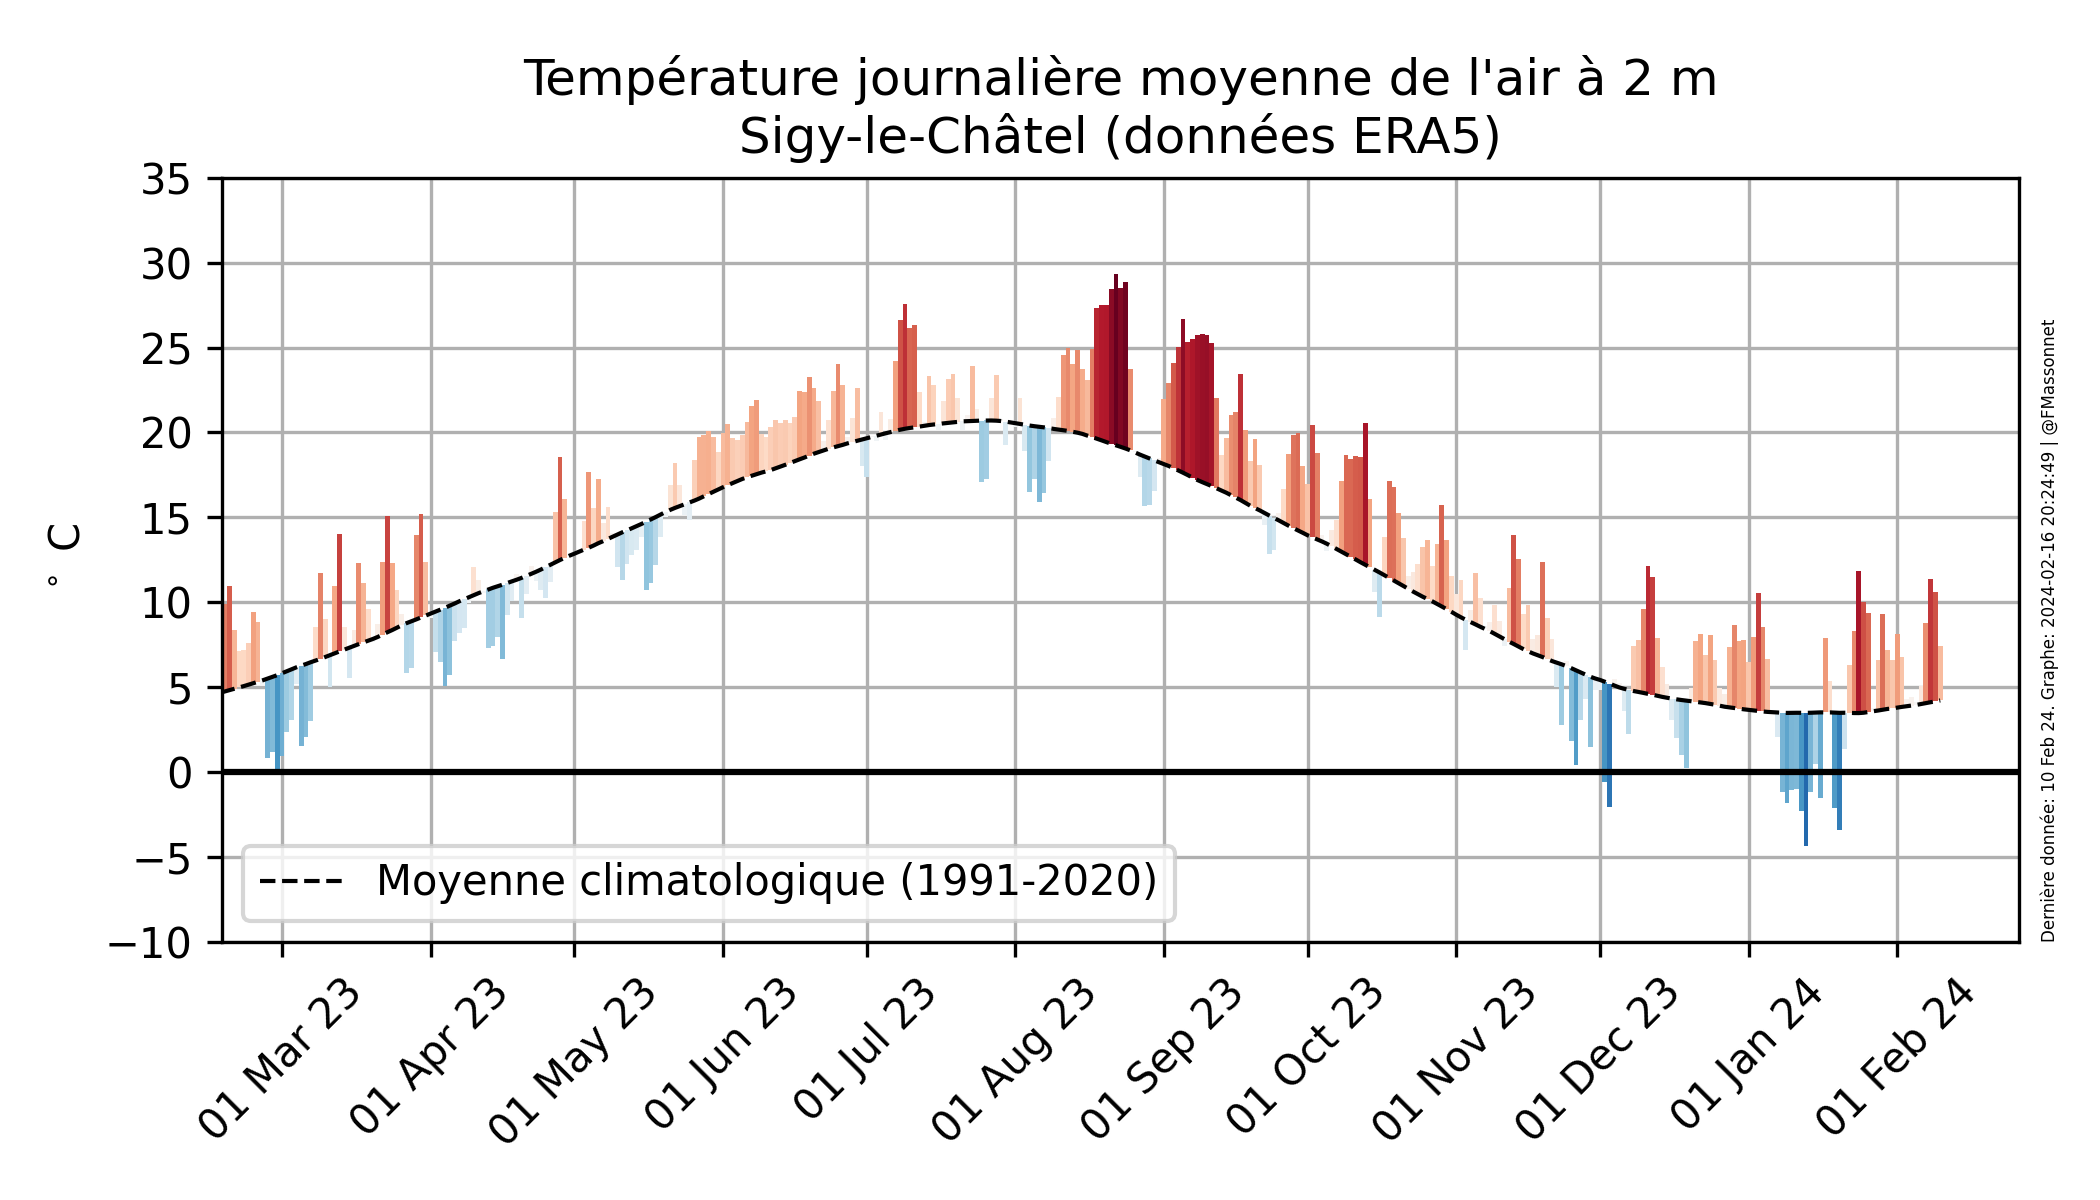 Température journalière moyenne de l'air à 2 m
Sigy-le-Châtel (données ERA5)
35
30
25
20
15
10
5
0
−5
−10
° C
Moyenne climatologique (1991-2020)
01 Mar 23
01 Apr 23
01 May 23
01 Jun 23
01 Jul 23
01 Aug 23
01 Sep 23
01 Oct 23
01 Nov 23
01 Dec 23
01 Jan 24
01 Feb 24
Dernière donnée: 10 Feb 24. Graphe: 2024-02-16 20:24:49 | @FMassonnet